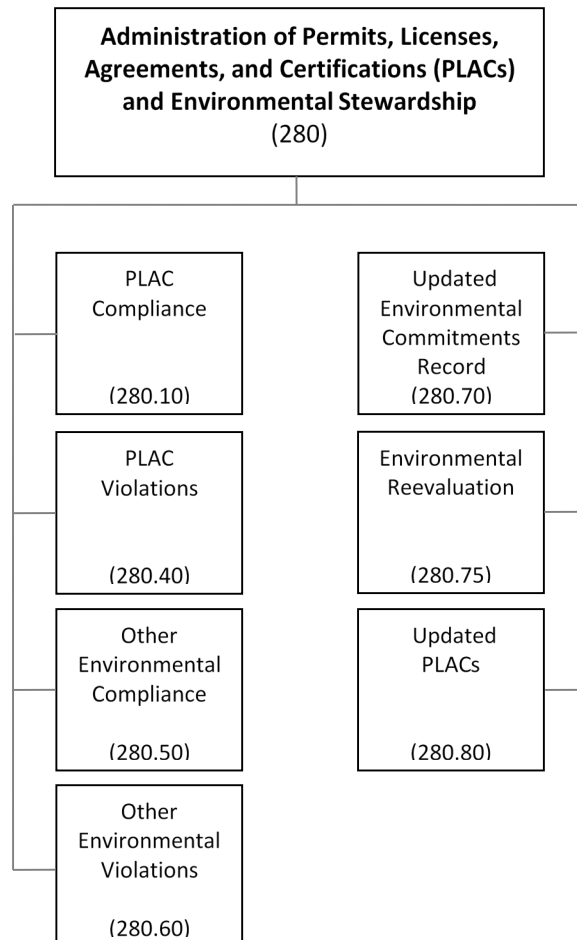 Administration of Permits, Licenses,
Agreements, and Certifications (PLACs)
and Environmental Stewardship
(280)
PLAC
Compliance
(280.10)
PLAC
Violations
(280.40)
Other
Environmental
Compliance
(280.50)
Other
Environmental
Violations
(280.60)
Updated
Environmental
Commitments
Record
(280.70)
Environmental
Reevaluation
(280.75)
Updated
PLACs
(280.80)